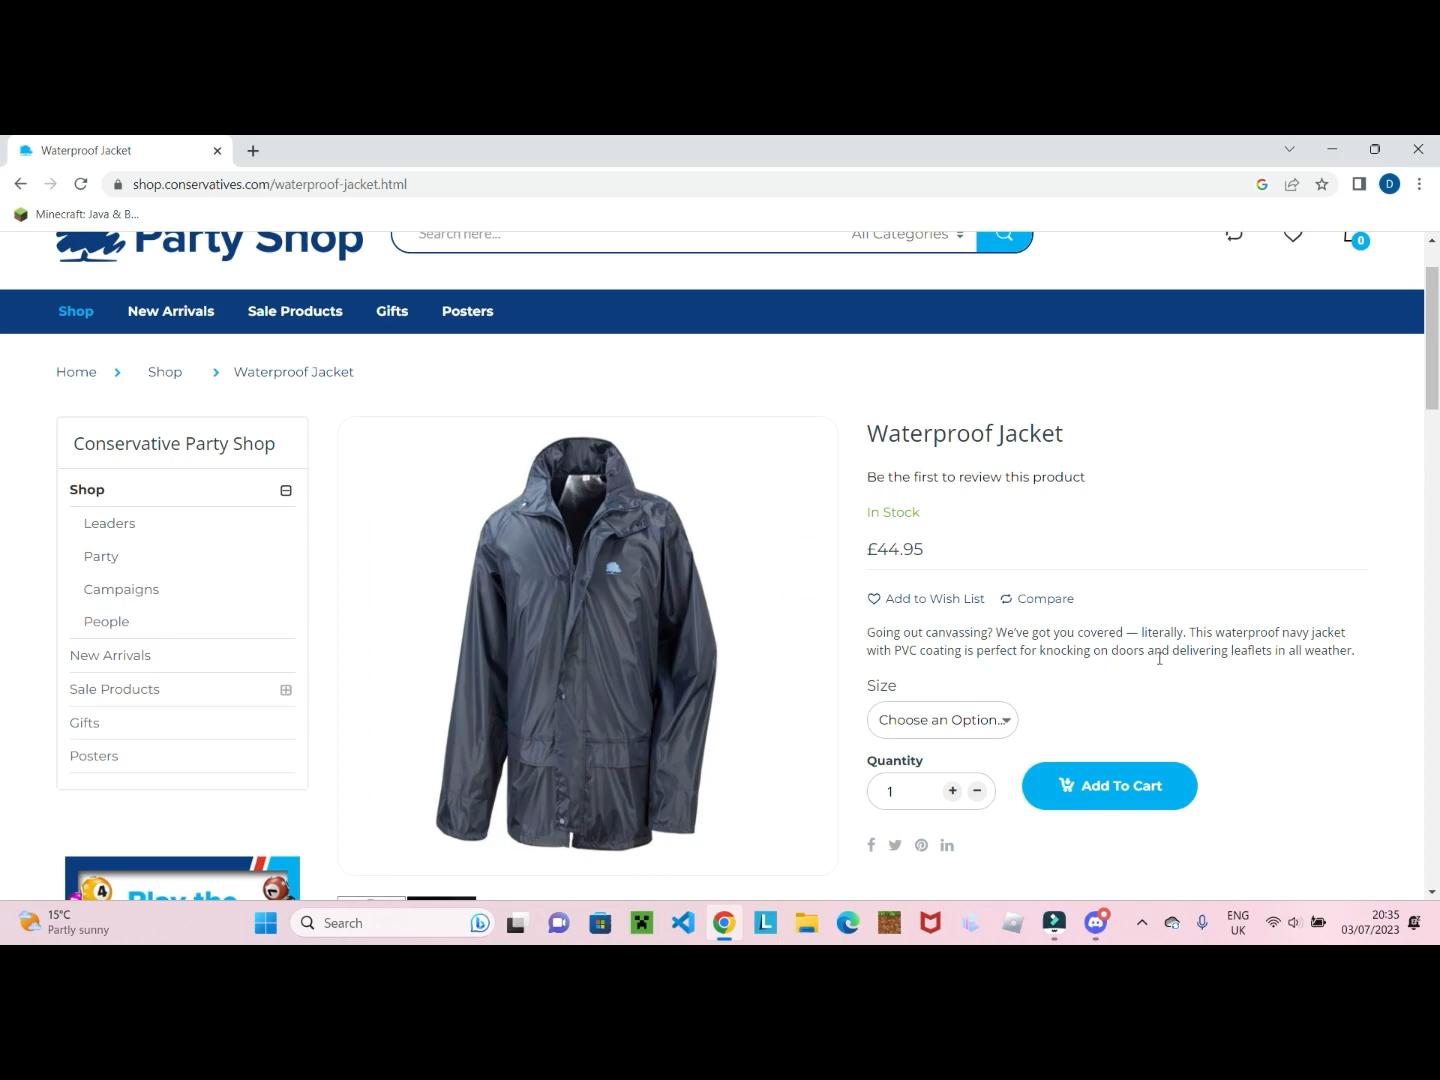 Waterproof Jacket
shop.conservatives.com/waterproof-jacket.html
D
Minecraft: Java & B...
Party Shop
Search here...
All Categories
0
Shop
New Arrivals
Sale Products
Gifts
Posters
Home
Shop
Waterproof Jacket
Conservative Party Shop
Shop
Leaders
Party
Campaigns
People
New Arrivals
Sale Products
Gifts
Posters
4
Play the
Waterproof Jacket
Be the first to review this product
In Stock
£44.95
Add to Wish List
Compare
Going out canvassing? We've got you covered — literally. This waterproof navy jacket
with PVC coating is perfect for knocking on doors and delivering leaflets in all weather.
Size
Choose an Option...
Quantity
1
Add To Cart
15°C
Partly sunny
Search
L
ENG
UK
20:35
03/07/2023